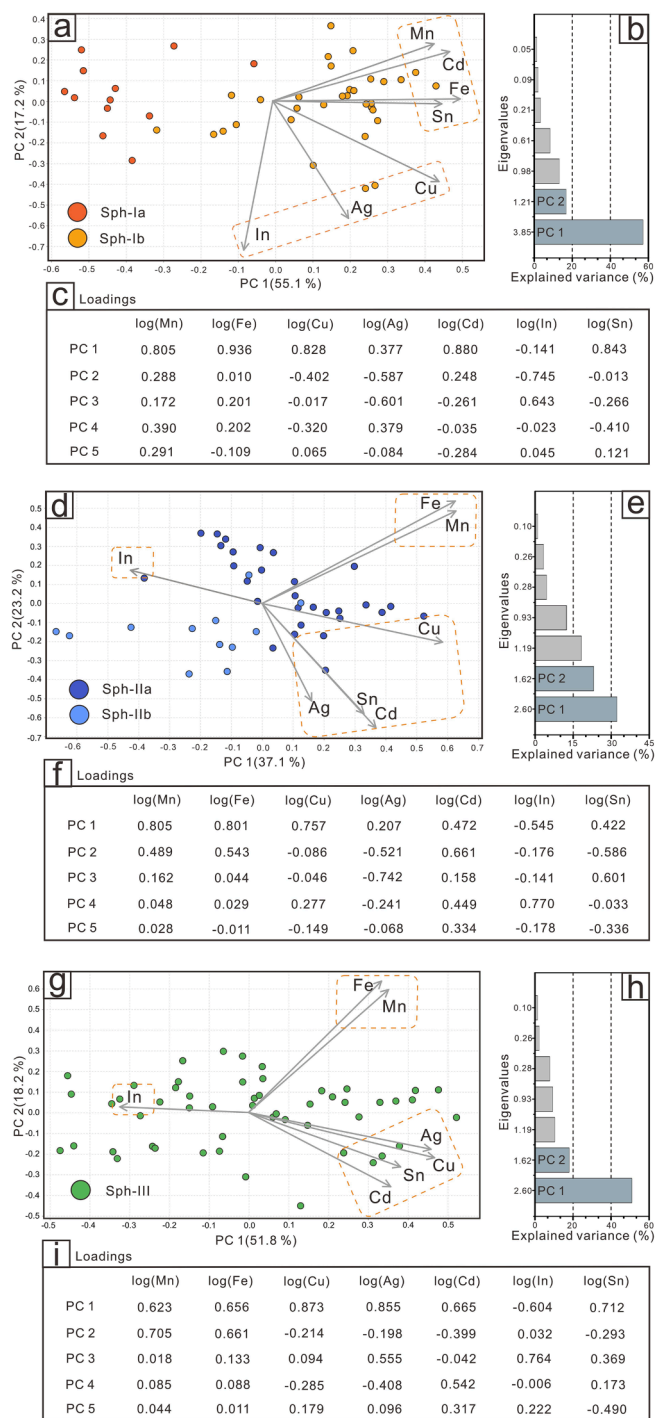 a
0.4
0.3
0.2
0.1
0.0
-0.1
-0.2
-0.3
-0.4
-0.5
-0.6
-0.7
PC 2(17.2 %)
Mn
Cd
Fe
Sn
Cu
Ag
In
Sph-Ia
Sph-Ib
-0.6 -0.5 -0.4 -0.3 -0.2 -0.1 0.0 0.1 0.2 0.3 0.4 0.5
PC 1(55.1 %)
b
Eigenvalues
0.05
0.09
0.21
0.61
0.98
1.21 PC 2
3.85 PC 1
0 20 40 60
Explained variance (%)
c Loadings
log(Mn) log(Fe) log(Cu) log(Ag) log(Cd) log(In) log(Sn)
PC 1 0.805 0.936 0.828 0.377 0.880 -0.141 0.843
PC 2 0.288 0.010 -0.402 -0.587 0.248 -0.745 -0.013
PC 3 0.172 0.201 -0.017 -0.601 -0.261 0.643 -0.266
PC 4 0.390 0.202 -0.320 0.379 -0.035 -0.023 -0.410
PC 5 0.291 -0.109 0.065 -0.084 -0.284 0.045 0.121
d
0.5
0.4
0.3
0.2
0.1
0.0
-0.1
-0.2
-0.3
-0.4
-0.5
-0.6
-0.7
PC 2(23.2 %)
Fe
Mn
In
Cu
Ag
Sn
Cd
Sph-IIa
Sph-IIb
-0.6 -0.5 -0.4 -0.3 -0.2 -0.1 0.0 0.1 0.2 0.3 0.4 0.5 0.6 0.7
PC 1(37.1 %)
e
Eigenvalues
0.10
0.26
0.28
0.93
1.19
1.62 PC 2
2.60 PC 1
0 15 30 45
Explained variance (%)
f Loadings
log(Mn) log(Fe) log(Cu) log(Ag) log(Cd) log(In) log(Sn)
PC 1 0.805 0.801 0.757 0.207 0.472 -0.545 0.422
PC 2 0.489 0.543 -0.086 -0.521 0.661 -0.176 -0.586
PC 3 0.162 0.044 -0.046 -0.742 0.158 -0.141 0.601
PC 4 0.048 0.029 0.277 -0.241 0.449 0.770 -0.033
PC 5 0.028 -0.011 -0.149 -0.068 0.334 -0.178 -0.336
g
0.6
0.5
0.4
0.3
0.2
0.1
0.0
-0.1
-0.2
-0.3
-0.4
-0.5
PC 2(18.2 %)
Fe
Mn
In
Ag
Cu
Sn
Cd
Sph-III
-0.5 -0.4 -0.3 -0.2 -0.1 0.0 0.1 0.2 0.3 0.4 0.5
PC 1(51.8 %)
h
Eigenvalues
0.10
0.26
0.28
0.93
1.19
1.62 PC 2
2.60 PC 1
0 20 40 60
Explained variance (%)
i Loadings
log(Mn) log(Fe) log(Cu) log(Ag) log(Cd) log(In) log(Sn)
PC 1 0.623 0.656 0.873 0.855 0.665 -0.604 0.712
PC 2 0.705 0.661 -0.214 -0.198 -0.399 0.032 -0.293
PC 3 0.018 0.133 0.094 0.555 -0.042 0.764 0.369
PC 4 0.085 0.088 -0.285 -0.408 0.542 -0.006 0.173
PC 5 0.044 0.011 0.179 0.096 0.317 0.222 -0.490